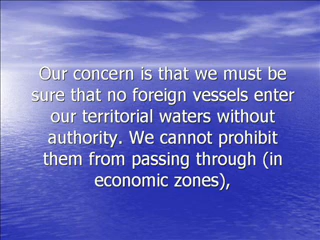 Our concern is that we must be
sure that no foreign vessels enter
our territorial waters without
authority. We cannot prohibit
them from passing through (in
economic zones),